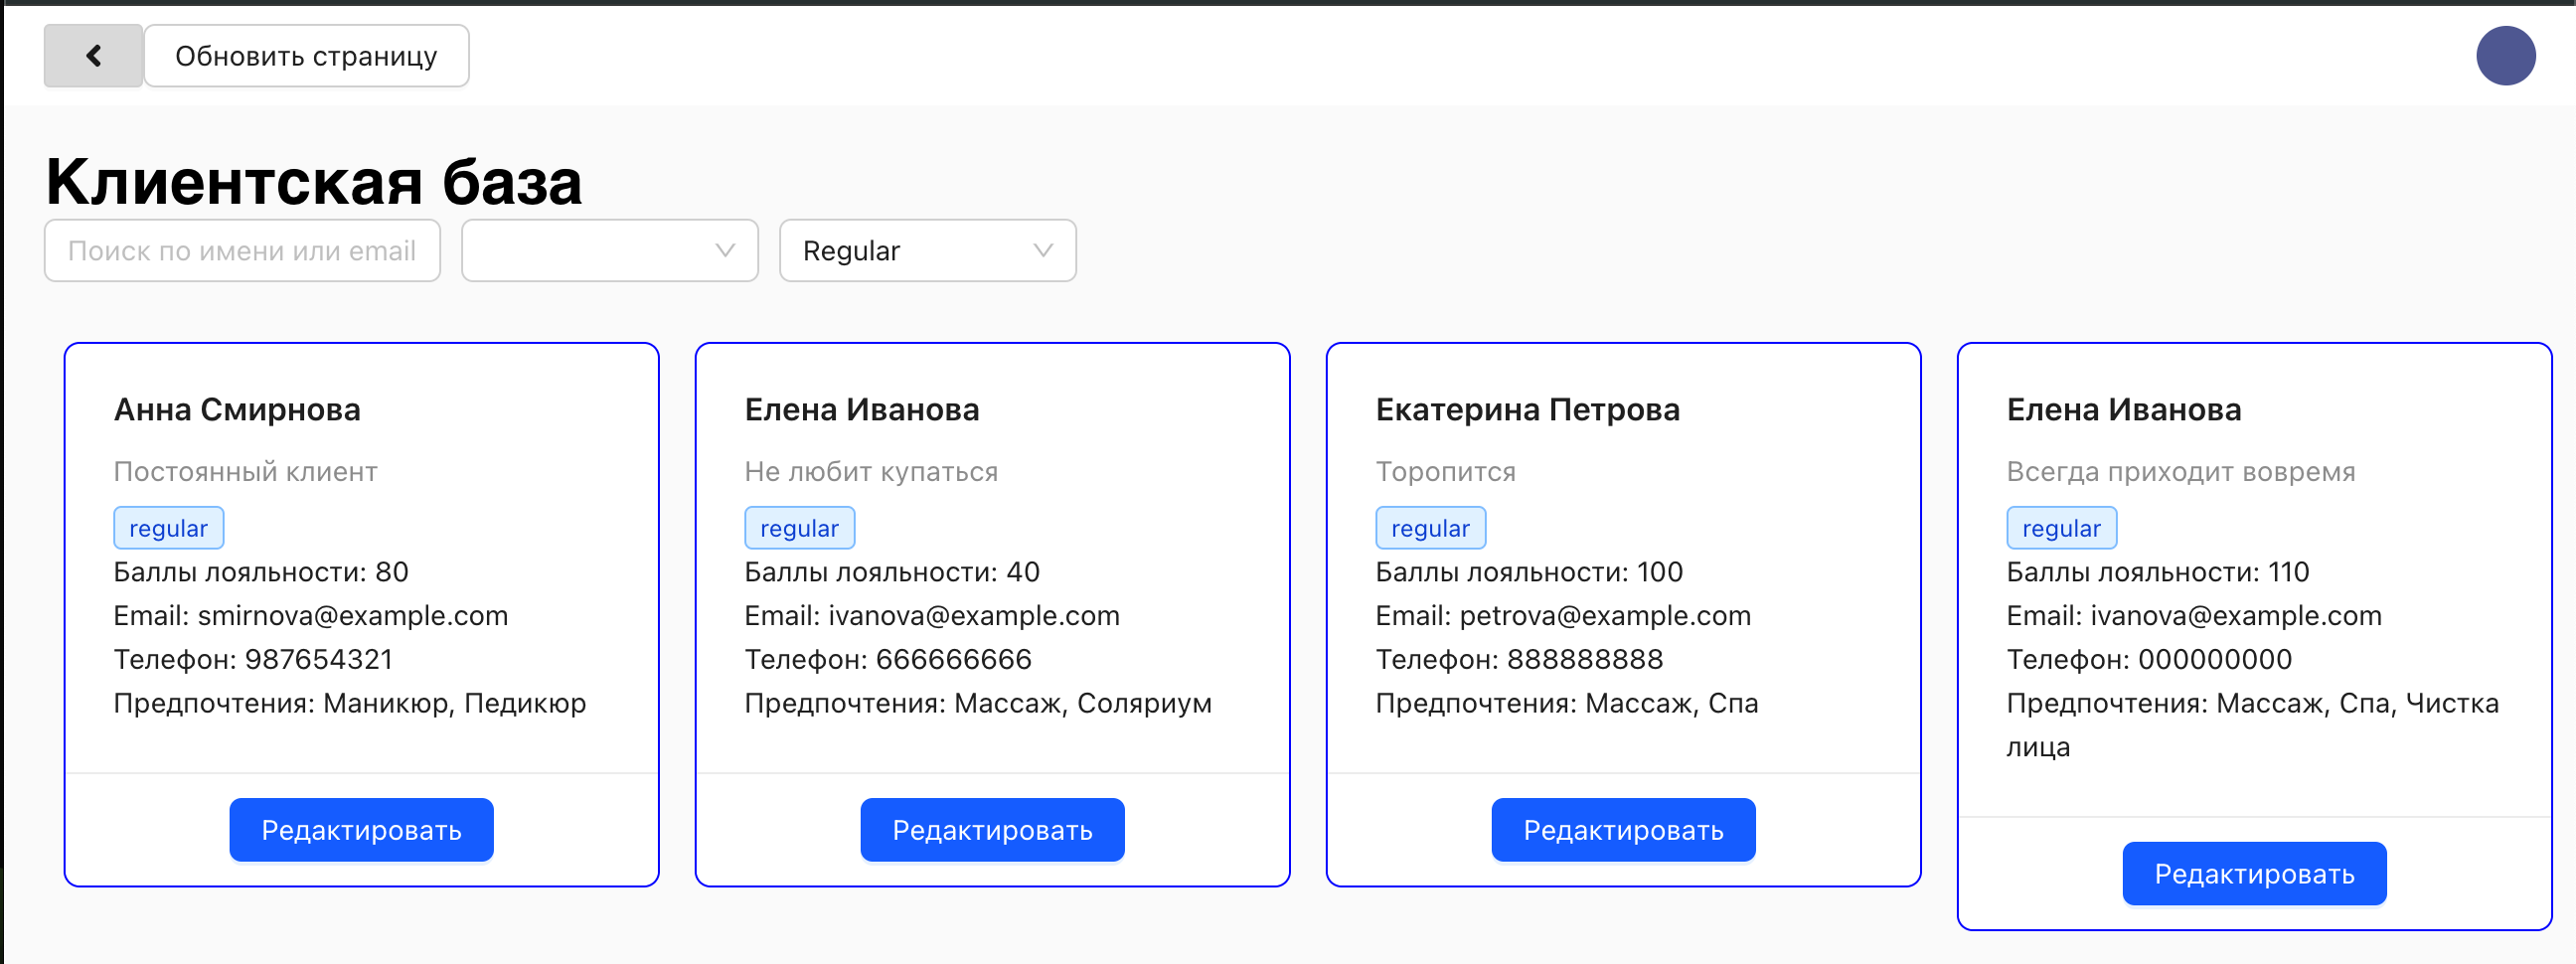 Обновить страницу
Клиентская база
Поиск по имени или email
Regular
Анна Смирнова
Постоянный клиент
regular
Баллы лояльности: 80
Email: smirnova@example.com
Телефон: 987654321
Предпочтения: Маникюр, Педикюр
Редактировать
Елена Иванова
Не любит купаться
regular
Баллы лояльности: 40
Email: ivanova@example.com
Телефон: 666666666
Предпочтения: Массаж, Соляриум
Редактировать
Екатерина Петрова
Торопится
regular
Баллы лояльности: 100
Email: petrova@example.com
Телефон: 888888888
Предпочтения: Массаж, Спа
Редактировать
Елена Иванова
Всегда приходит вовремя
regular
Баллы лояльности: 110
Email: ivanova@example.com
Телефон: 000000000
Предпочтения: Массаж, Спа, Чистка
лица
Редактировать